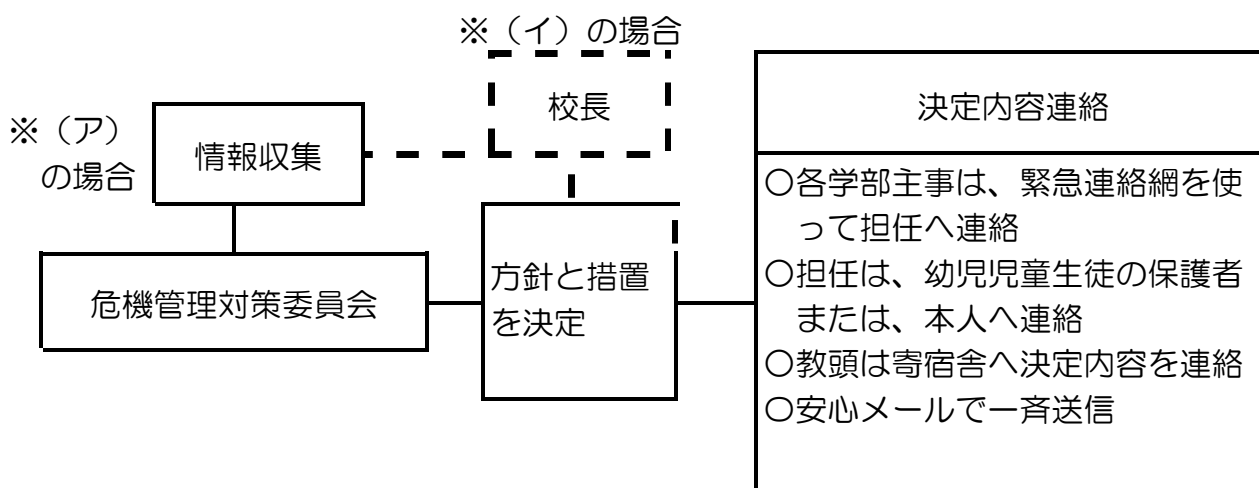 ※（イ）の場合
校長
※（ア）
の場合
情報収集
危機管理対策委員会
方針と措置
を決定
決定内容連絡
○各学部主事は、緊急連絡網を使
って担任へ連絡
○担任は、幼児児童生徒の保護者
または、本人へ連絡
○教頭は寄宿舎へ決定内容を連絡
○安心メールで一斉送信